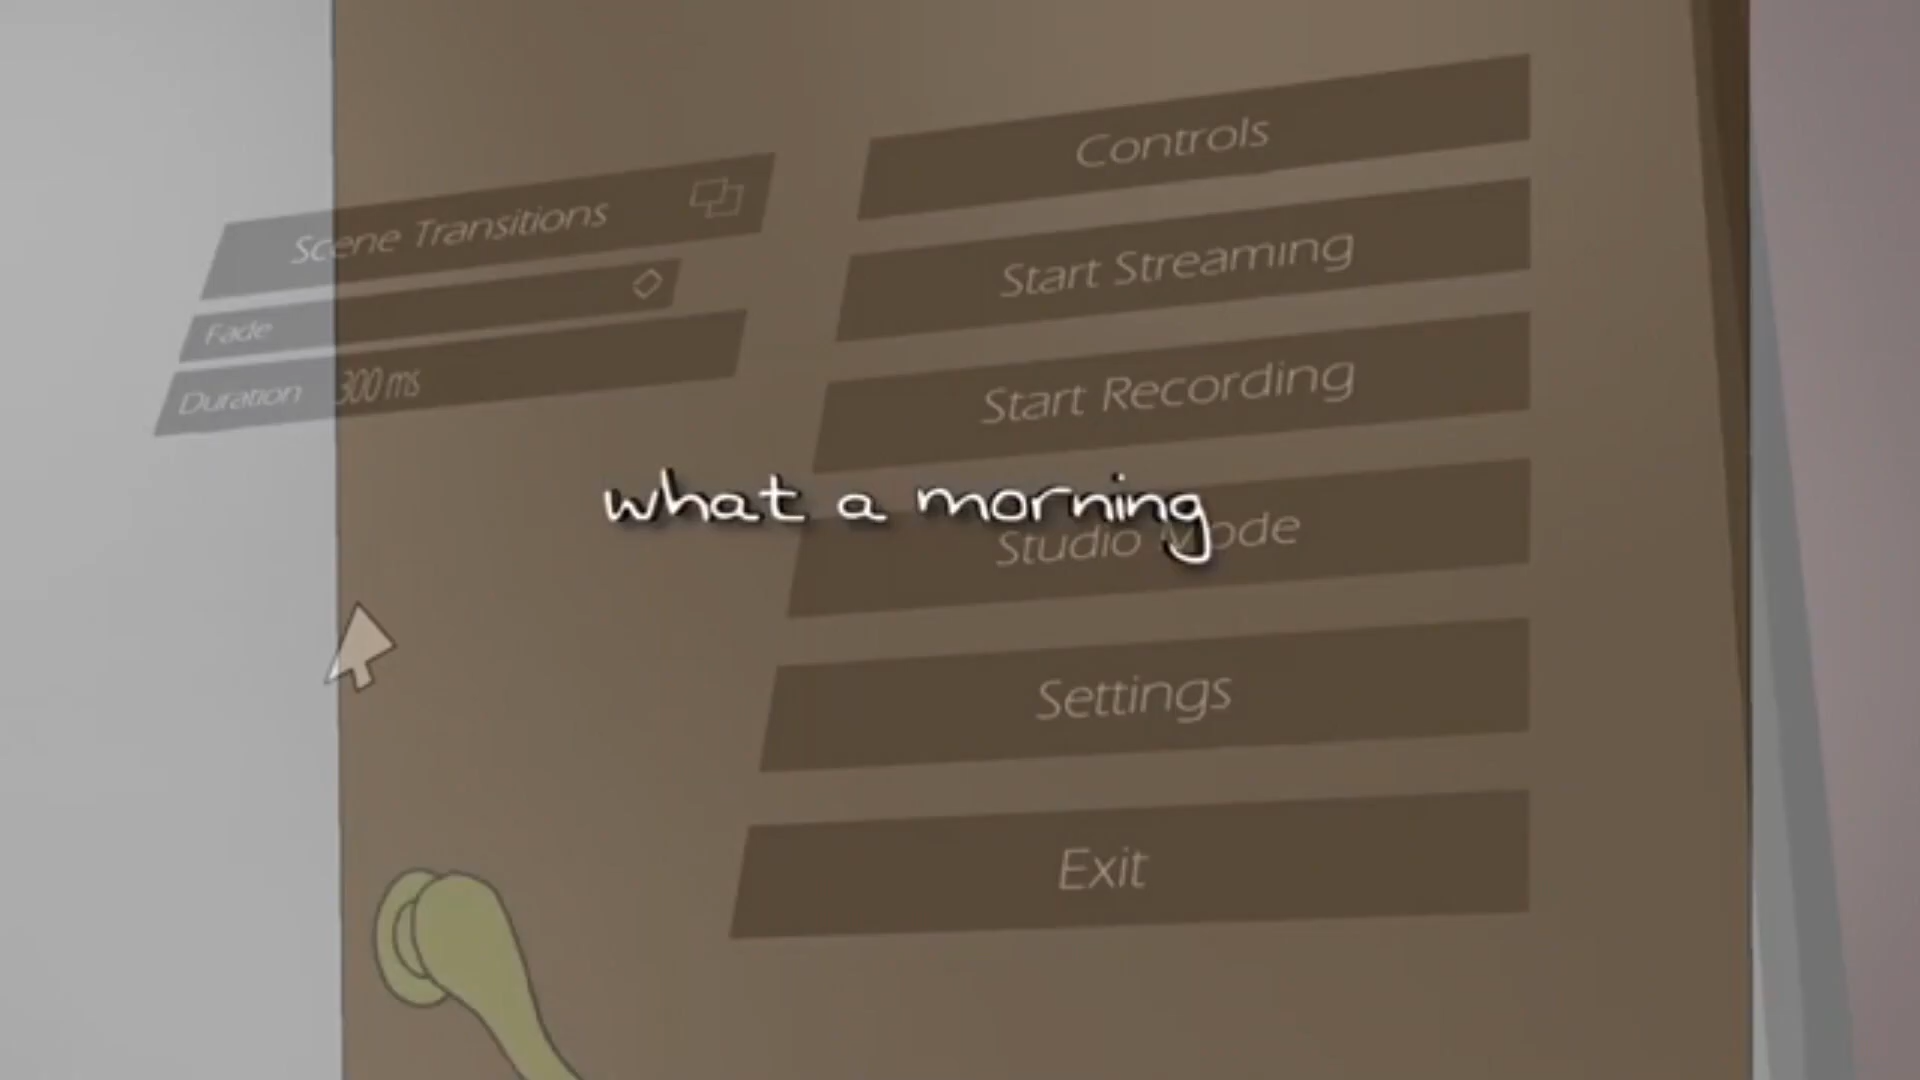 Scene Transitions
Fade
Duration 300 ms
Controls
Start Streaming
Start Recording
what a morning
Studio Mode
Settings
Exit